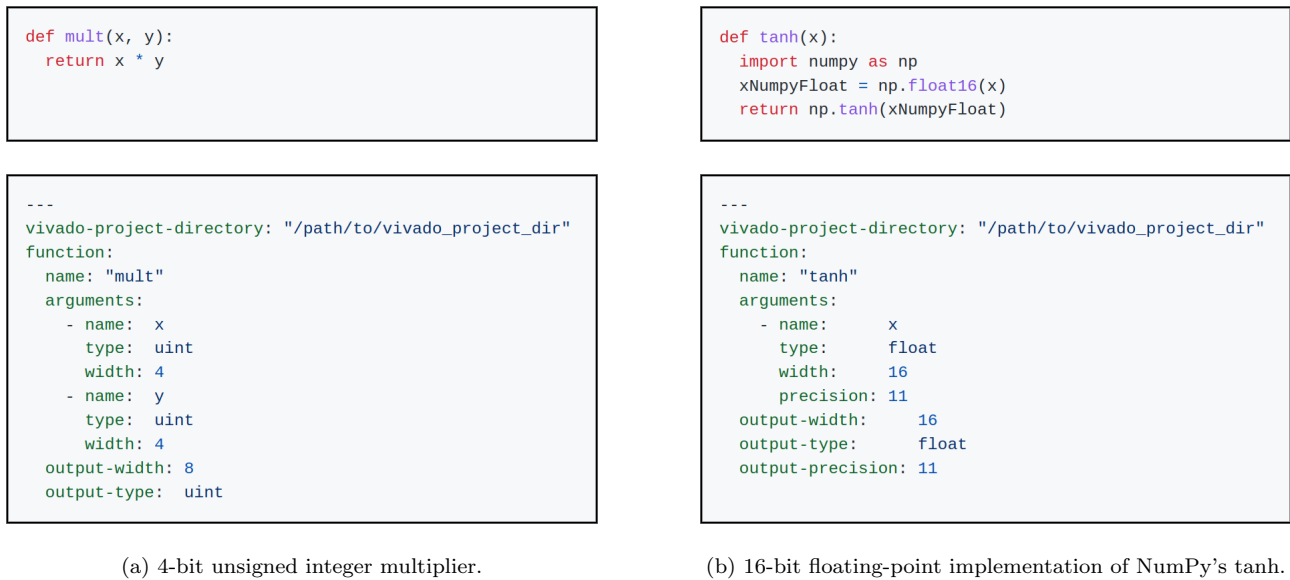 def mult(x, y):
  return x * y
---
vivado-project-directory: "/path/to/vivado_project_dir"
function:
  name: "mult"
  arguments:
    - name:  x
      type:  uint
      width: 4
    - name:  y
      type:  uint
      width: 4
  output-width: 8
  output-type:  uint
(a) 4-bit unsigned integer multiplier.
def tanh(x):
  import numpy as np
  xNumpyFloat = np.float16(x)
  return np.tanh(xNumpyFloat)
---
vivado-project-directory: "/path/to/vivado_project_dir"
function:
  name: "tanh"
  arguments:
    - name:      x
      type:      float
      width:     16
      precision: 11
  output-width:     16
  output-type:      float
  output-precision: 11
(b) 16-bit floating-point implementation of NumPy's tanh.